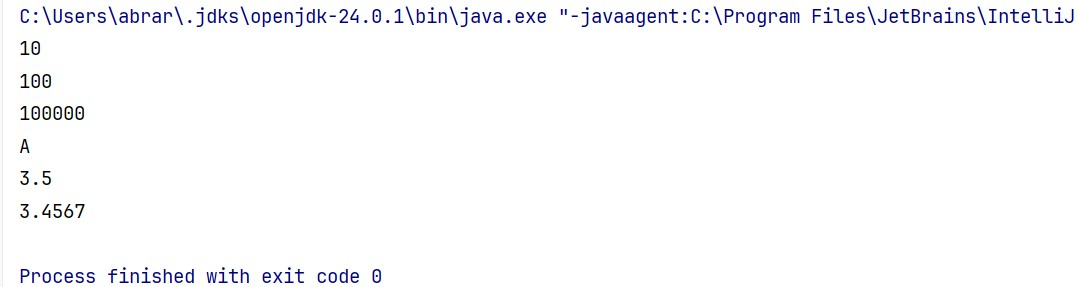 C:\Users\abrar\.jdks\openjdk-24.0.1\bin\java.exe "-javaagent:C:\Program Files\JetBrains\IntelliJ
10
100
100000
A
3.5
3.4567
Process finished with exit code 0